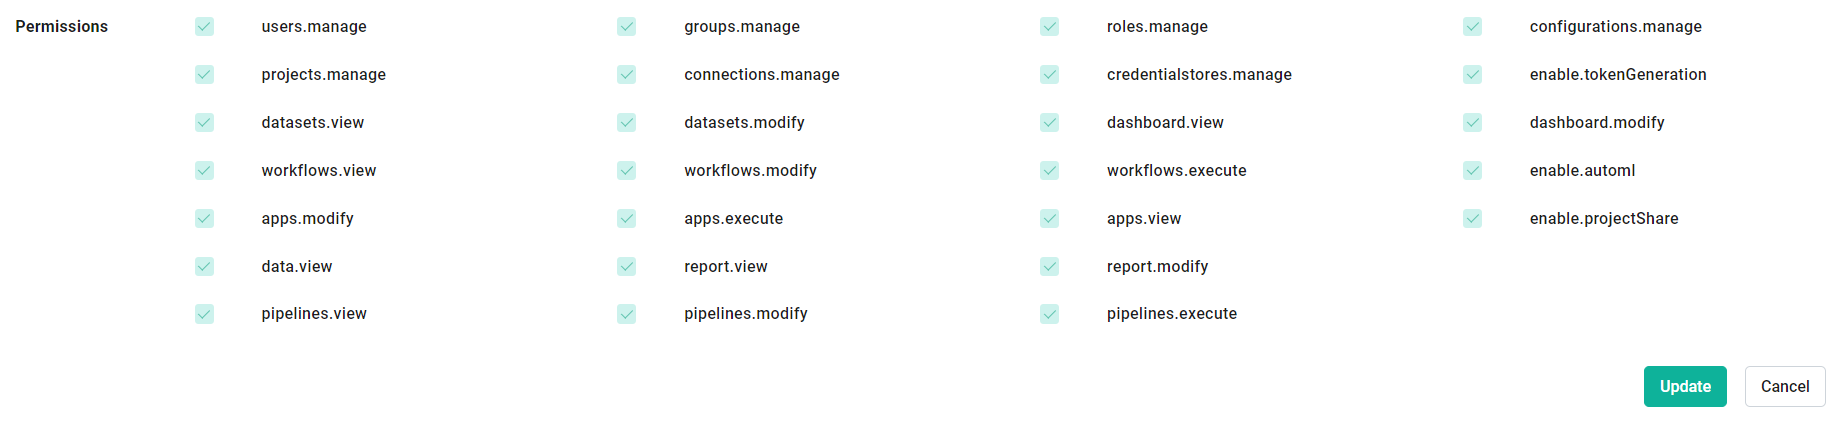 Permissions users.manage groups.manage roles.manage configurations.manage
projects.manage connections.manage credentialstores.manage enable.tokenGeneration
datasets.view datasets.modify dashboard.view dashboard.modify
workflows.view workflows.modify workflows.execute enable.automl
apps.modify apps.execute apps.view enable.projectShare
data.view report.view report.modify
pipelines.view pipelines.modify pipelines.execute
Update Cancel